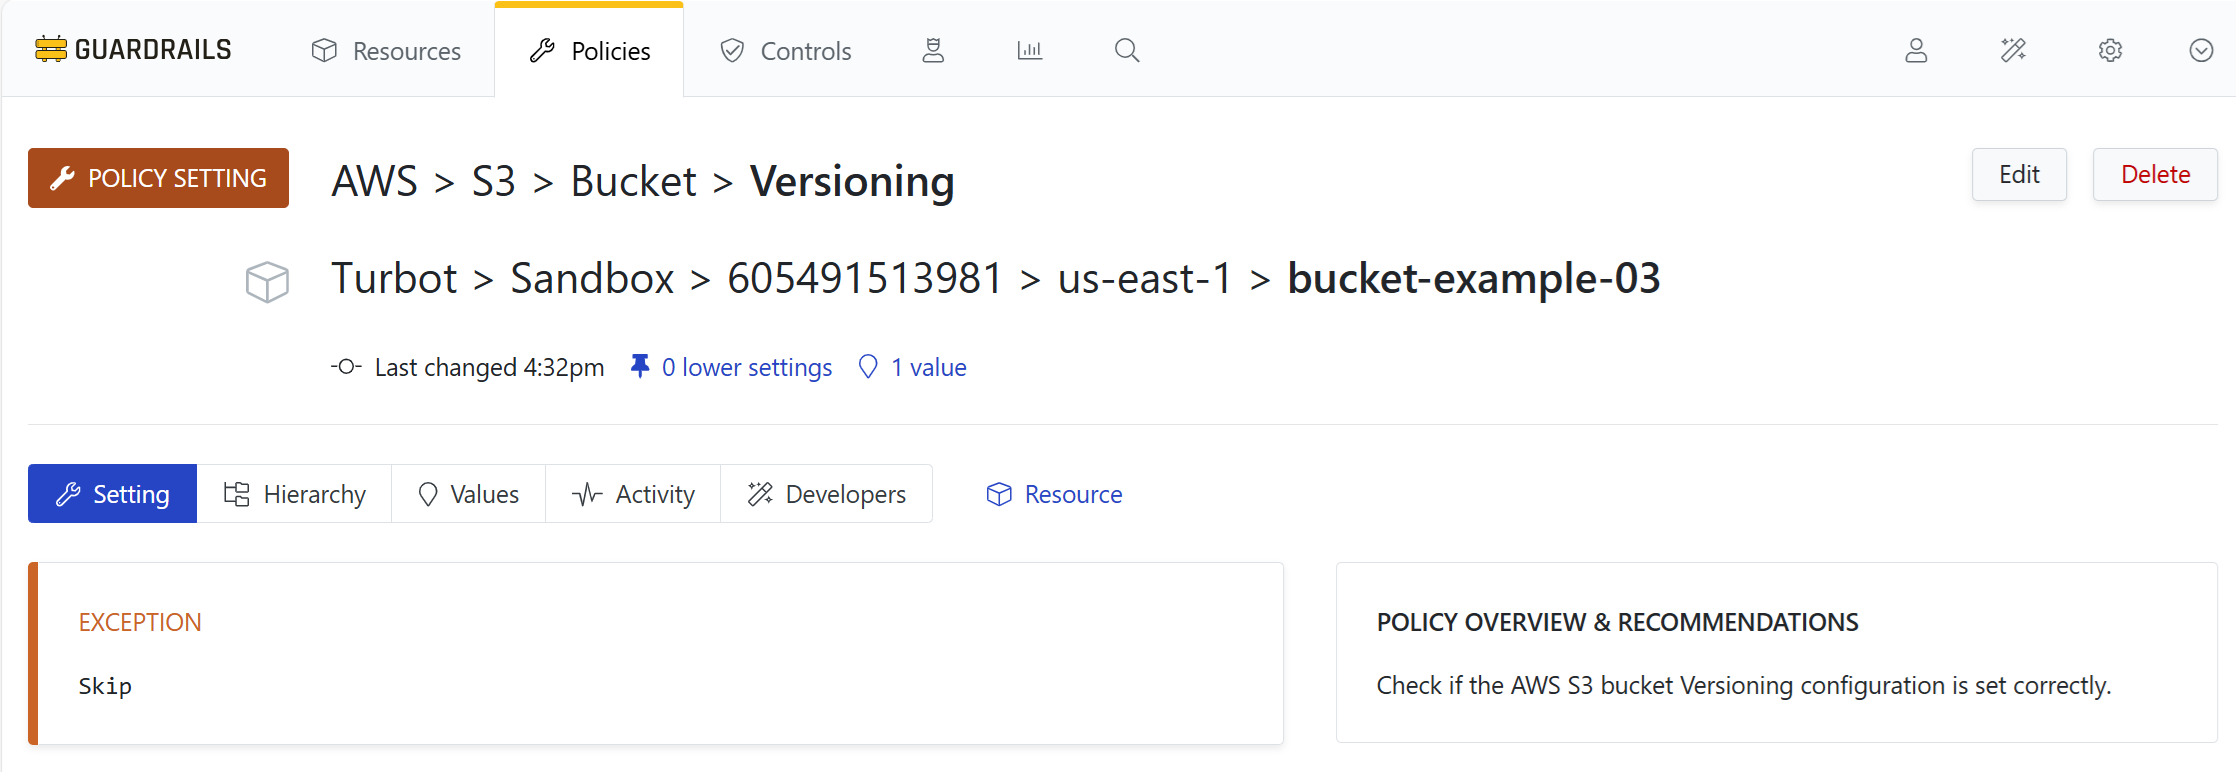 GUARDRAILS Resources Policies Controls
POLICY SETTING AWS > S3 > Bucket > Versioning Edit Delete
Turbot > Sandbox > 605491513981 > us-east-1 > bucket-example-03
Last changed 4:32pm 0 lower settings 1 value
Setting Hierarchy Values Activity Developers Resource
EXCEPTION
Skip
POLICY OVERVIEW & RECOMMENDATIONS
Check if the AWS S3 bucket Versioning configuration is set correctly.